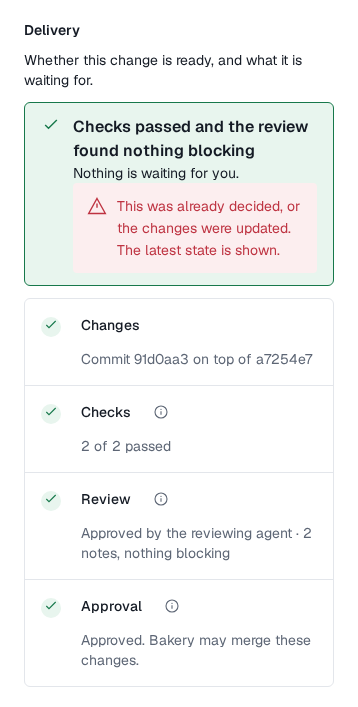 Delivery
Whether this change is ready, and what it is
waiting for.
Checks passed and the review
found nothing blocking
Nothing is waiting for you.
This was already decided, or
the changes were updated.
The latest state is shown.
Changes
Commit 91d0aa3 on top of a7254e7
Checks
2 of 2 passed
Review
Approved by the reviewing agent · 2
notes, nothing blocking
Approval
Approved. Bakery may merge these
changes.